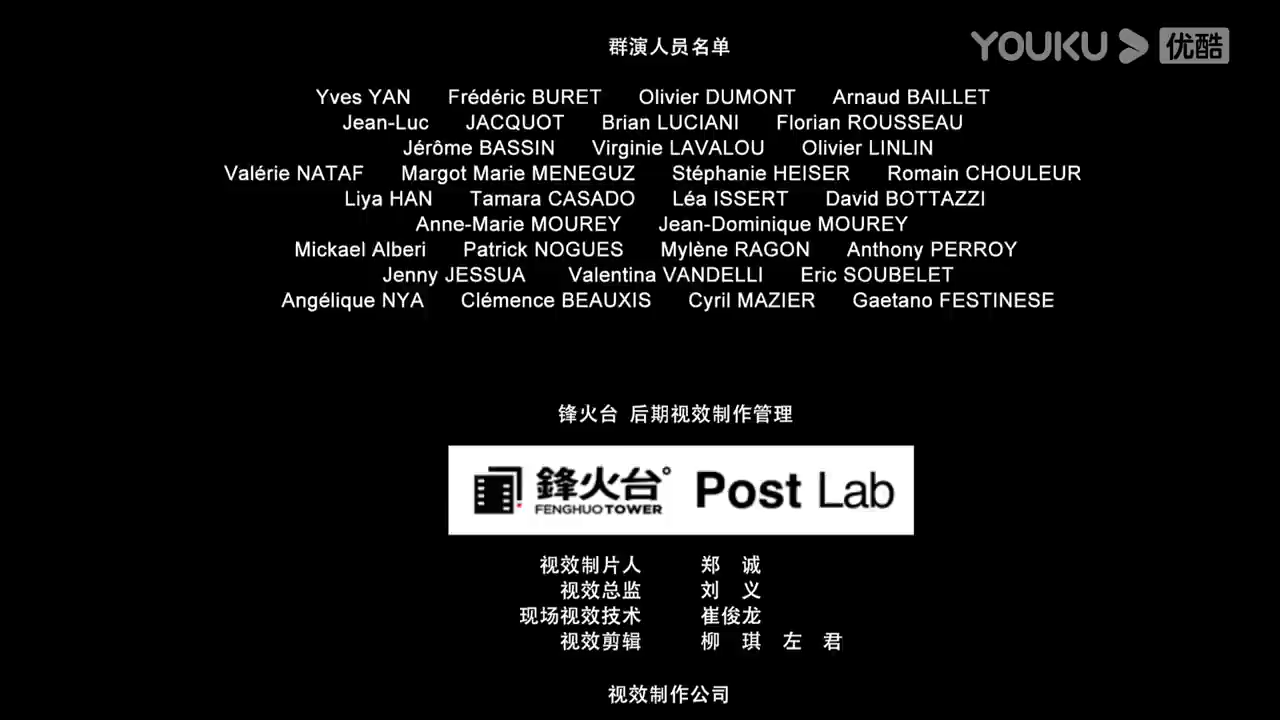 群演人员名单
YOUKU 优酷
Yves YAN Frédéric BURET Olivier DUMONT Arnaud BAILLET
Jean-Luc JACQUOT Brian LUCIANI Florian ROUSSEAU
Jérôme BASSIN Virginie LAVALOU Olivier LINLIN
Valérie NATAF Margot Marie MENEGUZ Stéphanie HEISER Romain CHOULEUR
Liya HAN Tamara CASADO Léa ISSERT David BOTTAZZI
Anne-Marie MOUREY Jean-Dominique MOUREY
Mickael Alberi Patrick NOGUES Mylène RAGON Anthony PERROY
Jenny JESSUA Valentina VANDELLI Eric SOUBELET
Angélique NYA Clémence BEAUXIS Cyril MAZIER Gaetano FESTINESE
锋火台 后期视效制作管理
鋒火台 Post Lab
FENGHUO TOWER
视效制片人 郑 诚
视效总监 刘 义
现场视效技术 崔俊龙
视效剪辑 柳 琪 左 君
视效制作公司